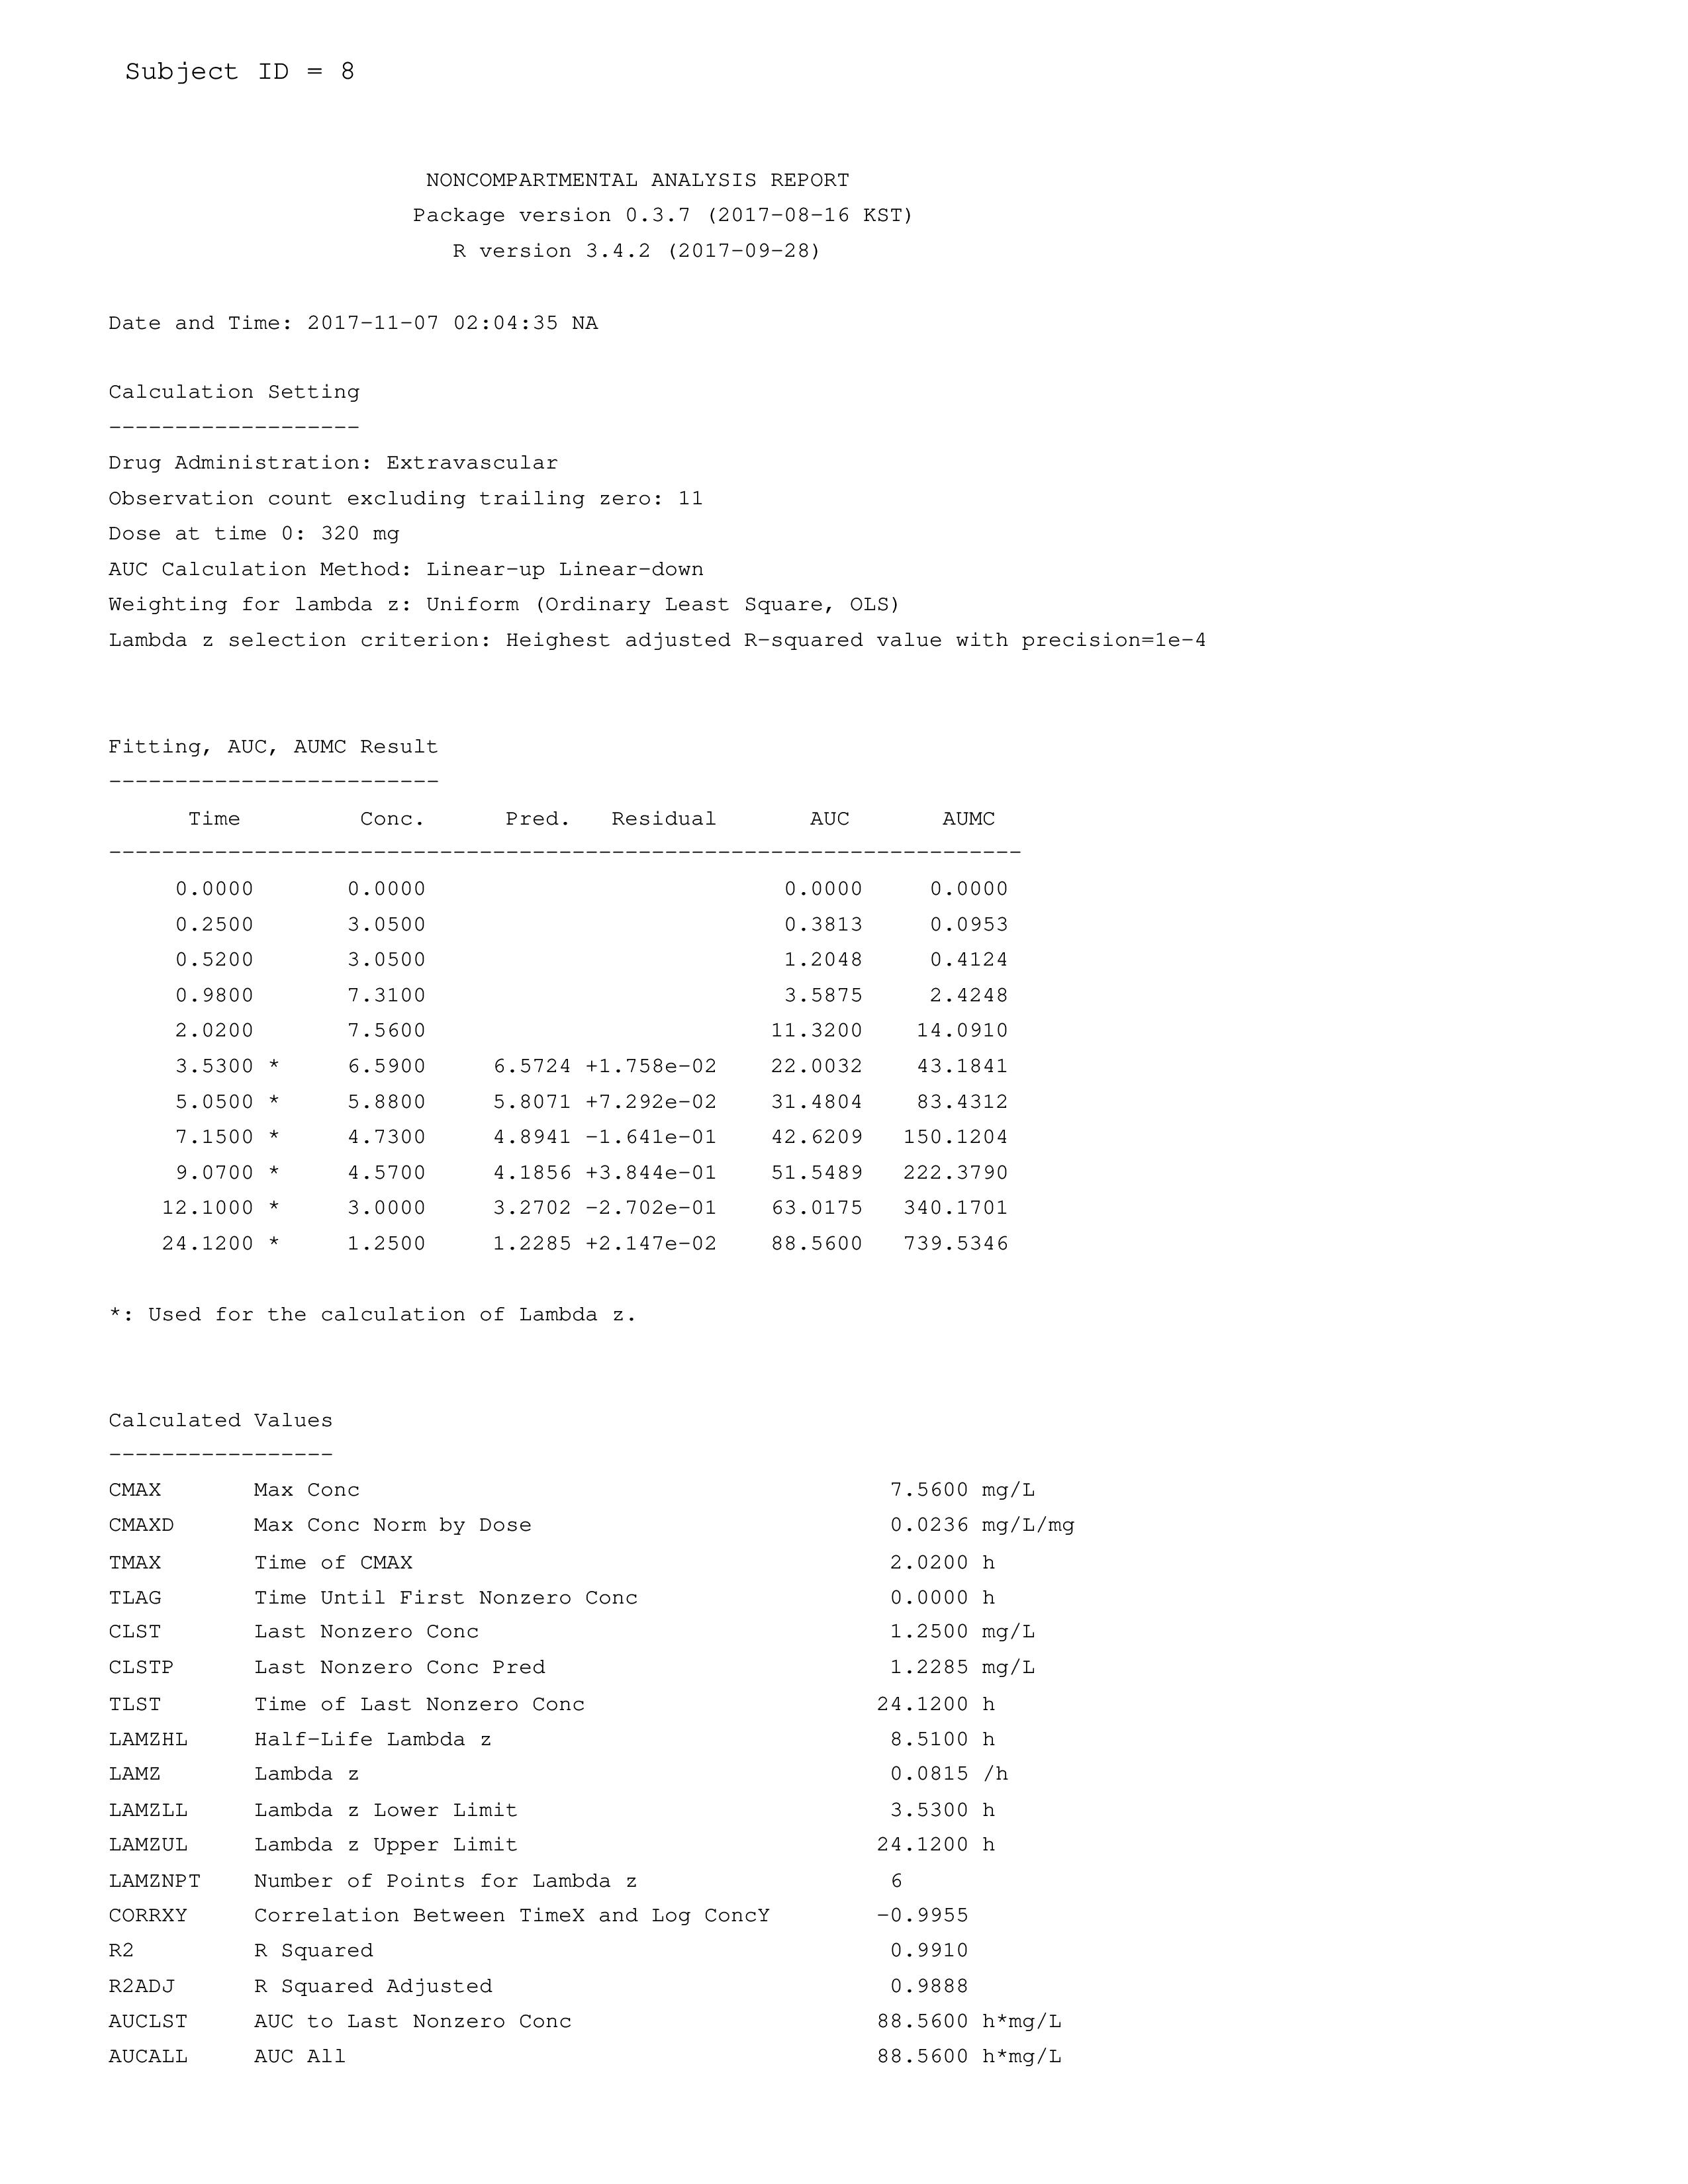 Subject ID = 8
NONCOMPARTMENTAL ANALYSIS REPORT
Package version 0.3.7 (2017-08-16 KST)
R version 3.4.2 (2017-09-28)
Date and Time: 2017-11-07 02:04:35 NA
Calculation Setting
-------------------
Drug Administration: Extravascular
Observation count excluding trailing zero: 11
Dose at time 0: 320 mg
AUC Calculation Method: Linear-up Linear-down
Weighting for lambda z: Uniform (Ordinary Least Square, OLS)
Lambda z selection criterion: Heighest adjusted R-squared value with precision=1e-4
Fitting, AUC, AUMC Result
-------------------------
Time Conc. Pred. Residual AUC AUMC
---------------------------------------------------------------------
0.0000 0.0000 0.0000 0.0000
0.2500 3.0500 0.3813 0.0953
0.5200 3.0500 1.2048 0.4124
0.9800 7.3100 3.5875 2.4248
2.0200 7.5600 11.3200 14.0910
3.5300 * 6.5900 6.5724 +1.758e-02 22.0032 43.1841
5.0500 * 5.8800 5.8071 +7.292e-02 31.4804 83.4312
7.1500 * 4.7300 4.8941 -1.641e-01 42.6209 150.1204
9.0700 * 4.5700 4.1856 +3.844e-01 51.5489 222.3790
12.1000 * 3.0000 3.2702 -2.702e-01 63.0175 340.1701
24.1200 * 1.2500 1.2285 +2.147e-02 88.5600 739.5346
*: Used for the calculation of Lambda z.
Calculated Values
-----------------
CMAX Max Conc 7.5600 mg/L
CMAXD Max Conc Norm by Dose 0.0236 mg/L/mg
TMAX Time of CMAX 2.0200 h
TLAG Time Until First Nonzero Conc 0.0000 h
CLST Last Nonzero Conc 1.2500 mg/L
CLSTP Last Nonzero Conc Pred 1.2285 mg/L
TLST Time of Last Nonzero Conc 24.1200 h
LAMZHL Half-Life Lambda z 8.5100 h
LAMZ Lambda z 0.0815 /h
LAMZLL Lambda z Lower Limit 3.5300 h
LAMZUL Lambda z Upper Limit 24.1200 h
LAMZNPT Number of Points for Lambda z 6
CORRXY Correlation Between TimeX and Log ConcY -0.9955
R2 R Squared 0.9910
R2ADJ R Squared Adjusted 0.9888
AUCLST AUC to Last Nonzero Conc 88.5600 h*mg/L
AUCALL AUC All 88.5600 h*mg/L